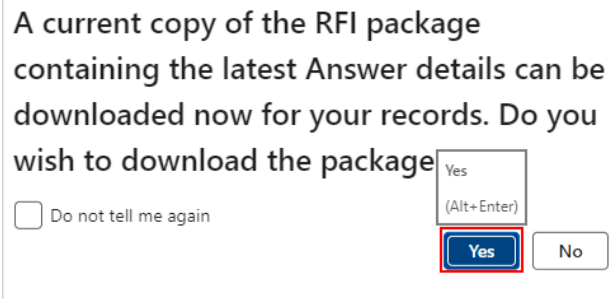 A current copy of the RFI package
containing the latest Answer details can be
downloaded now for your records. Do you
wish to download the package
Yes
(Alt+Enter)
Do not tell me again
Yes
No